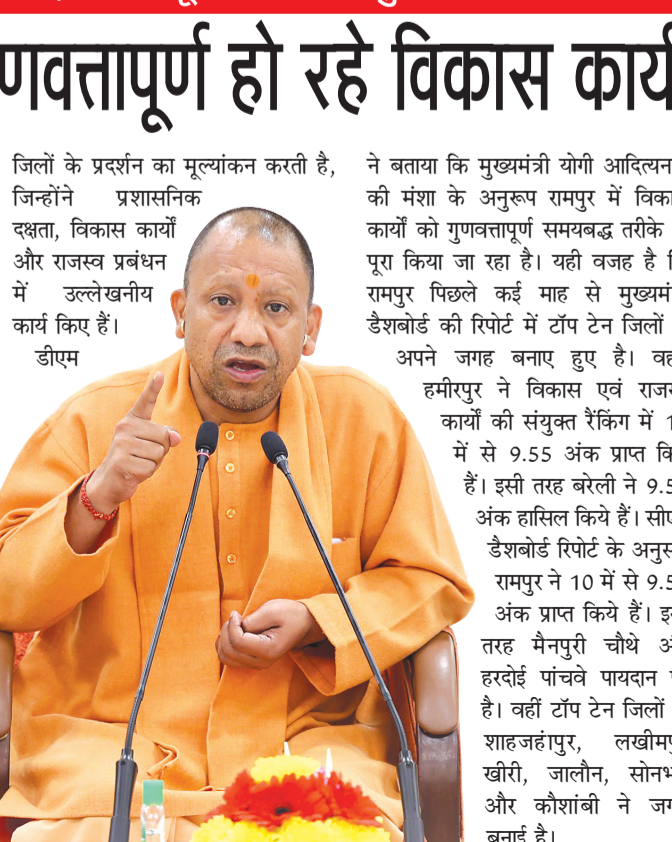 णवत्तापूर्ण हो रहे विकास कार्य
जिलों के प्रदर्शन का मूल्यांकन करती है,
जिन्होंने प्रशासनिक
दक्षता, विकास कार्यों
और राजस्व प्रबंधन
में उल्लेखनीय
कार्य किए हैं।
डीएम
ने बताया कि मुख्यमंत्री योगी आदित्यन
की मंशा के अनुरूप रामपुर में विका
कार्यों को गुणवत्तापूर्ण समयबद्ध तरीके
पूरा किया जा रहा है। यही वजह है
रामपुर पिछले कई माह से मुख्यमं
डैशबोर्ड की रिपोर्ट में टॉप टेन जिलों
अपने जगह बनाए हुए है। वह
हमीरपुर ने विकास एवं राजस
कार्यों की संयुक्त रैंकिंग में 1
में से 9.55 अंक प्राप्त कि
हैं। इसी तरह बरेली ने 9.5
अंक हासिल किये हैं। सीए
डैशबोर्ड रिपोर्ट के अनुस
रामपुर ने 10 में से 9.5
अंक प्राप्त किये हैं। इ
तरह मैनपुरी चौथे अ
हरदोई पांचवे पायदान
है। वहीं टॉप टेन जिलों
शाहजहांपुर, लखीमपु
खीरी, जालौन, सोनभ
और कौशांबी ने जग
बनाई है।